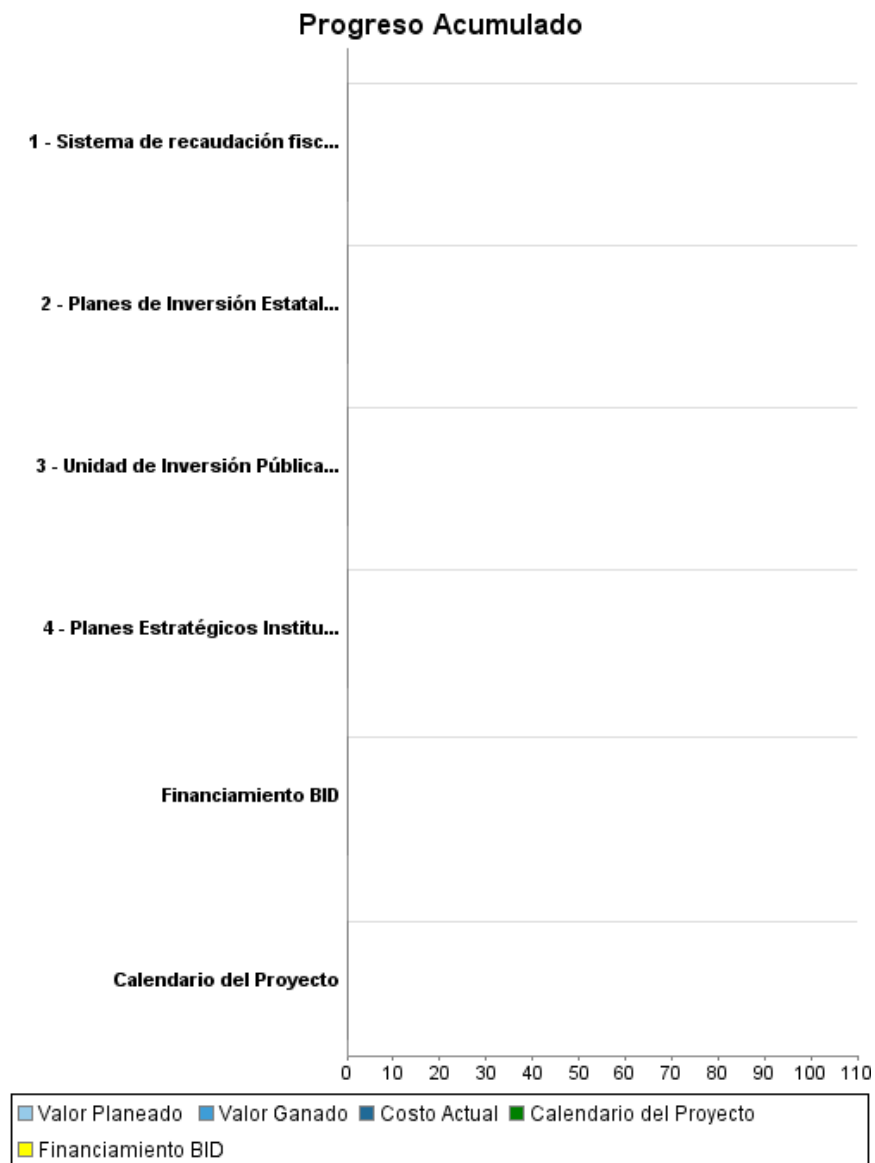 Progreso Acumulado
1 - Sistema de recaudación fisc...
2 - Planes de Inversión Estatal...
3 - Unidad de Inversión Pública...
4 - Planes Estratégicos Institu...
Financiamiento BID
Calendario del Proyecto
0 10 20 30 40 50 60 70 80 90 100 110
Valor Planeado Valor Ganado Costo Actual Calendario del Proyecto
Financiamiento BID